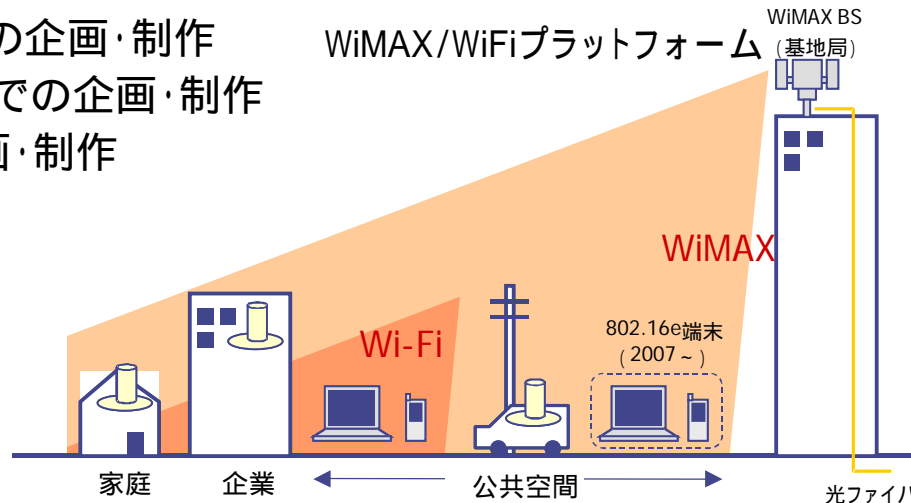 の企画・制作
での企画・制作
画・制作
WiMAX/WiFiプラットフォーム
WiMAX BS
(基地局)
WiMAX
Wi-Fi
802.16e端末
(2007~)
家庭
企業
公共空間
光ファイバ